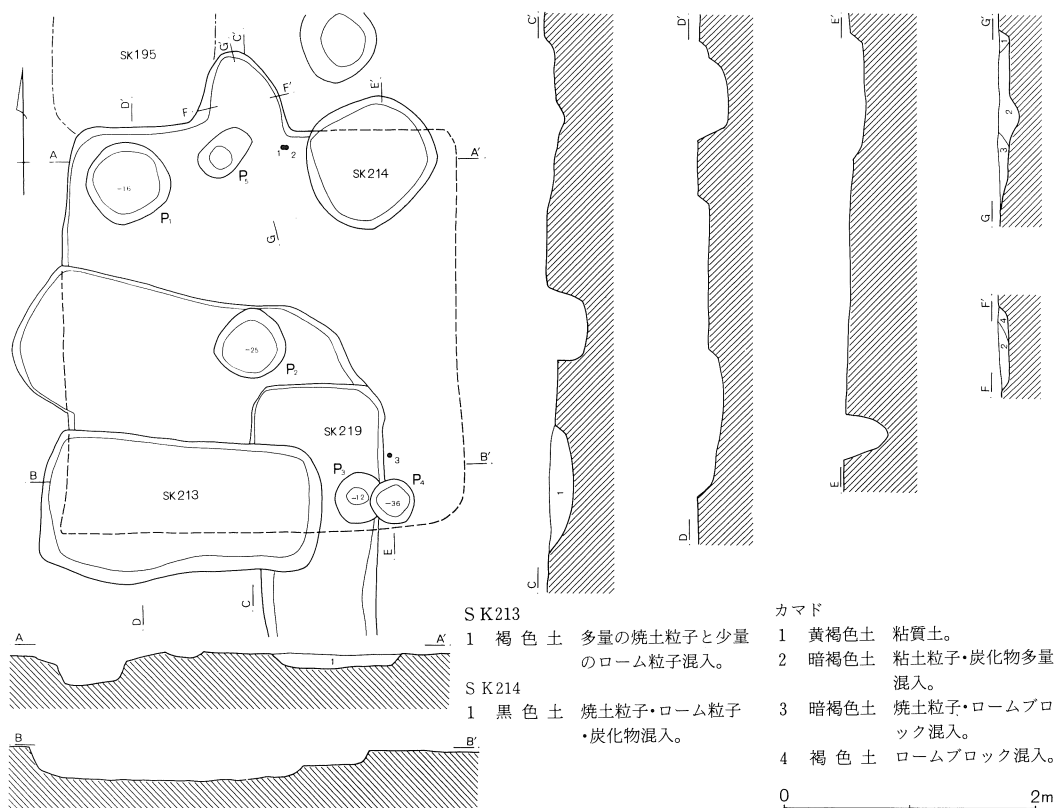 SK195
G'
C'
F'
E'
D'
F
A
A'
1 2
SK214
-16
P₁
P₅
G
-25
P₂
SK219
3
B'
B
SK213
P₃
P₄
-12
-36
E
C
D
A
A'
1
B
B'
C'
1
C
D'
D
E'
E
G'
1
2
3
G
F'
4
2
F
SK213
1 褐色土 多量の焼土粒子と少量
のローム粒子混入。
SK214
1 黒色土 焼土粒子・ローム粒子
・炭化物混入。
カマド
1 黄褐色土 粘質土。
2 暗褐色土 粘土粒子・炭化物多量
混入。
3 暗褐色土 焼土粒子・ロームブロ
ック混入。
4 褐色土 ロームブロック混入。
0 2m